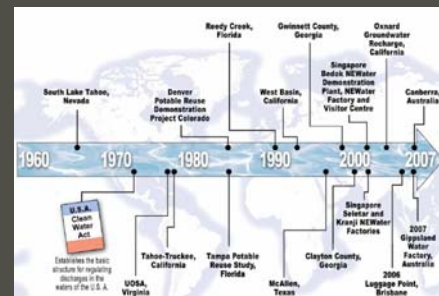 Reedy Creek,
Florida
Gwinnett County,
Georgia
Oxnard
Groundwater
Recharge,
California
South Lake Tahoe,
Nevada
Denver
Potable Reuse
Demonstration
Project Colorado
West Basin,
California
Singapore
Bedok NEWater
Demonstration
Plant, NEWater
Factory and
Visitor Centre
Canberra,
Australia
1960
1970
1980
1990
2000
2007
U.S.A.
Clean
Water
Act
Establishes the basic
structure for regulating
discharges in the
waters of the U. S. A.
UOSA,
Virginia
Tahoe-Truckee,
California
Tampa Potable
Reuse Study,
Florida
McAllen,
Texas
Clayton County,
Georgia
Singapore
Seletar and
Kranji NEWater
Factories
2006
Luggage Point,
Brisbane
2007
Gippsland
Water
Factory,
Australia